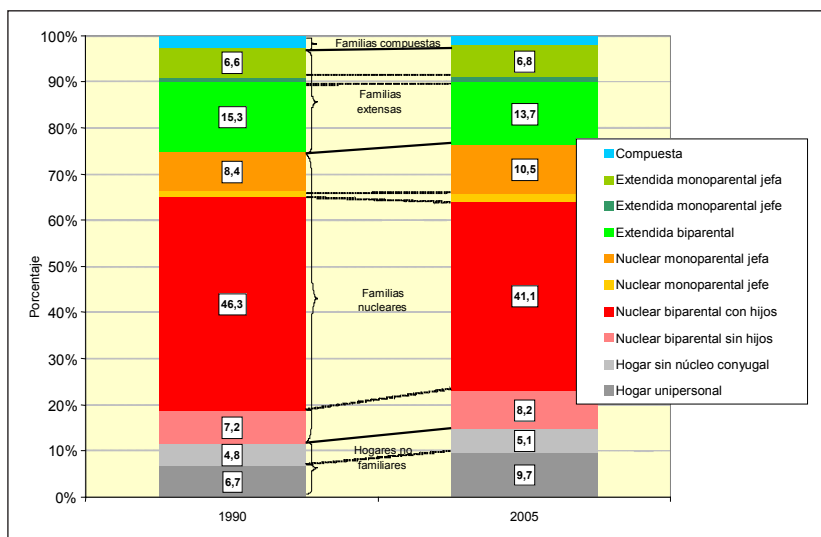 100%
90%
80%
70%
60%
50%
40%
30%
20%
10%
0%
Porcentaje
1990
2005
6,6
15,3
8,4
46,3
7,2
4,8
6,7
Familias compuestas
Familias
extensas
Familias
nucleares
Hogares no
familiares
6,8
13,7
10,5
41,1
8,2
5,1
9,7
Compuesta
Extendida monoparental jefa
Extendida monoparental jefe
Extendida biparental
Nuclear monoparental jefa
Nuclear monoparental jefe
Nuclear biparental con hijos
Nuclear biparental sin hijos
Hogar sin núcleo conyugal
Hogar unipersonal